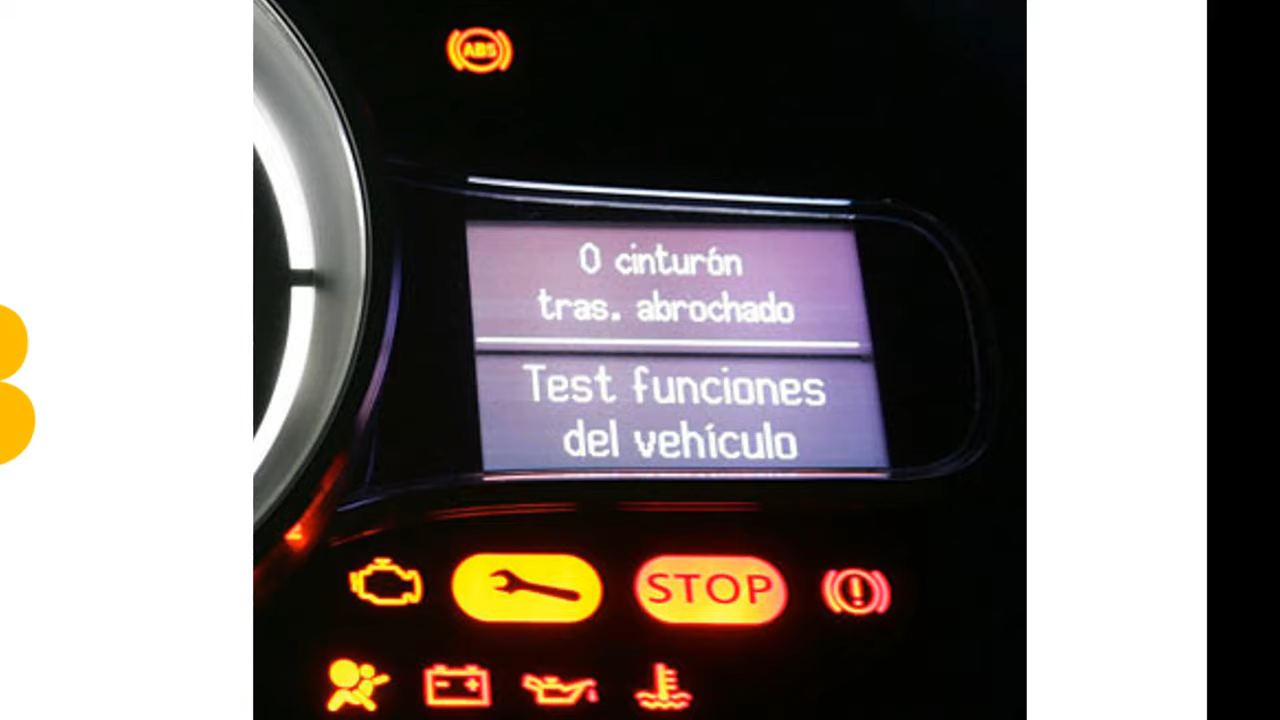 ABS
0 cinturón
tras. abrochado
Test funciones
del vehículo
STOP